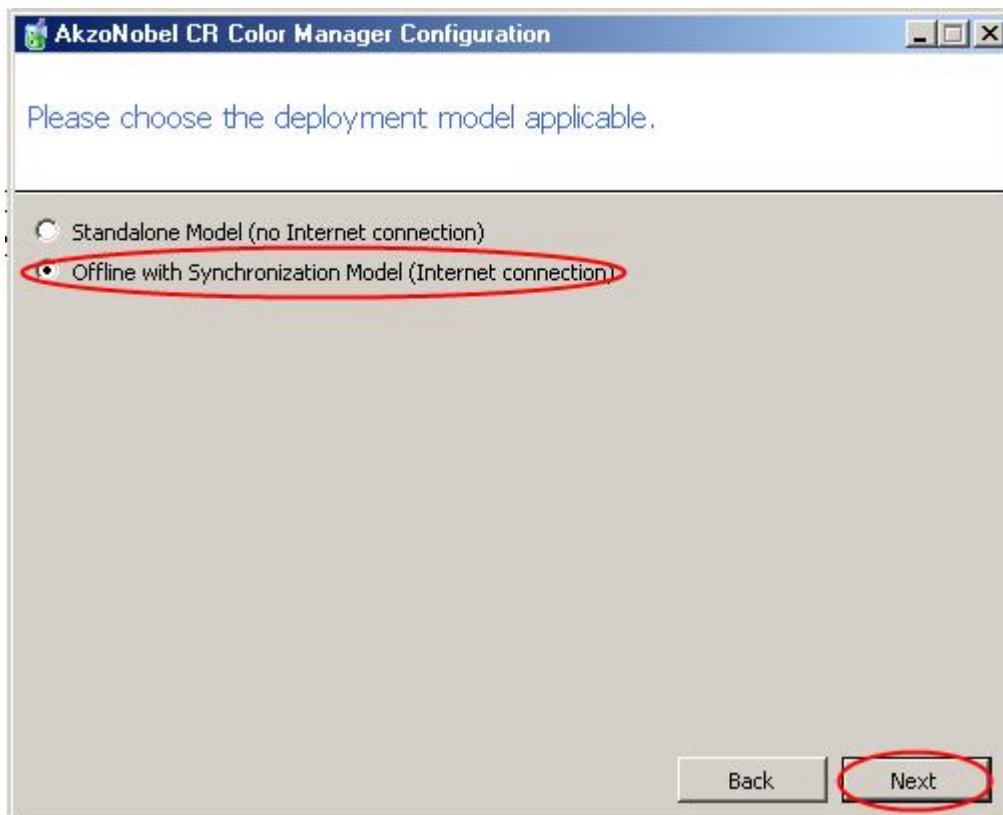 AkzoNobel CR Color Manager Configuration
Please choose the deployment model applicable.
Standalone Model (no Internet connection)
Offline with Synchronization Model (Internet connection)
Back
Next